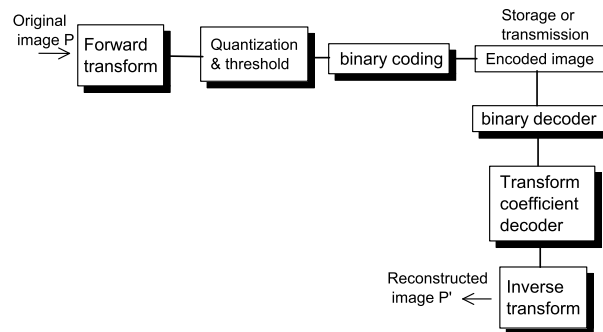 Original
image P
Forward
transform
Quantization
& threshold
binary coding
Storage or
transmission
Encoded image
binary decoder
Transform
coefficient
decoder
Inverse
transform
Reconstructed
image P'